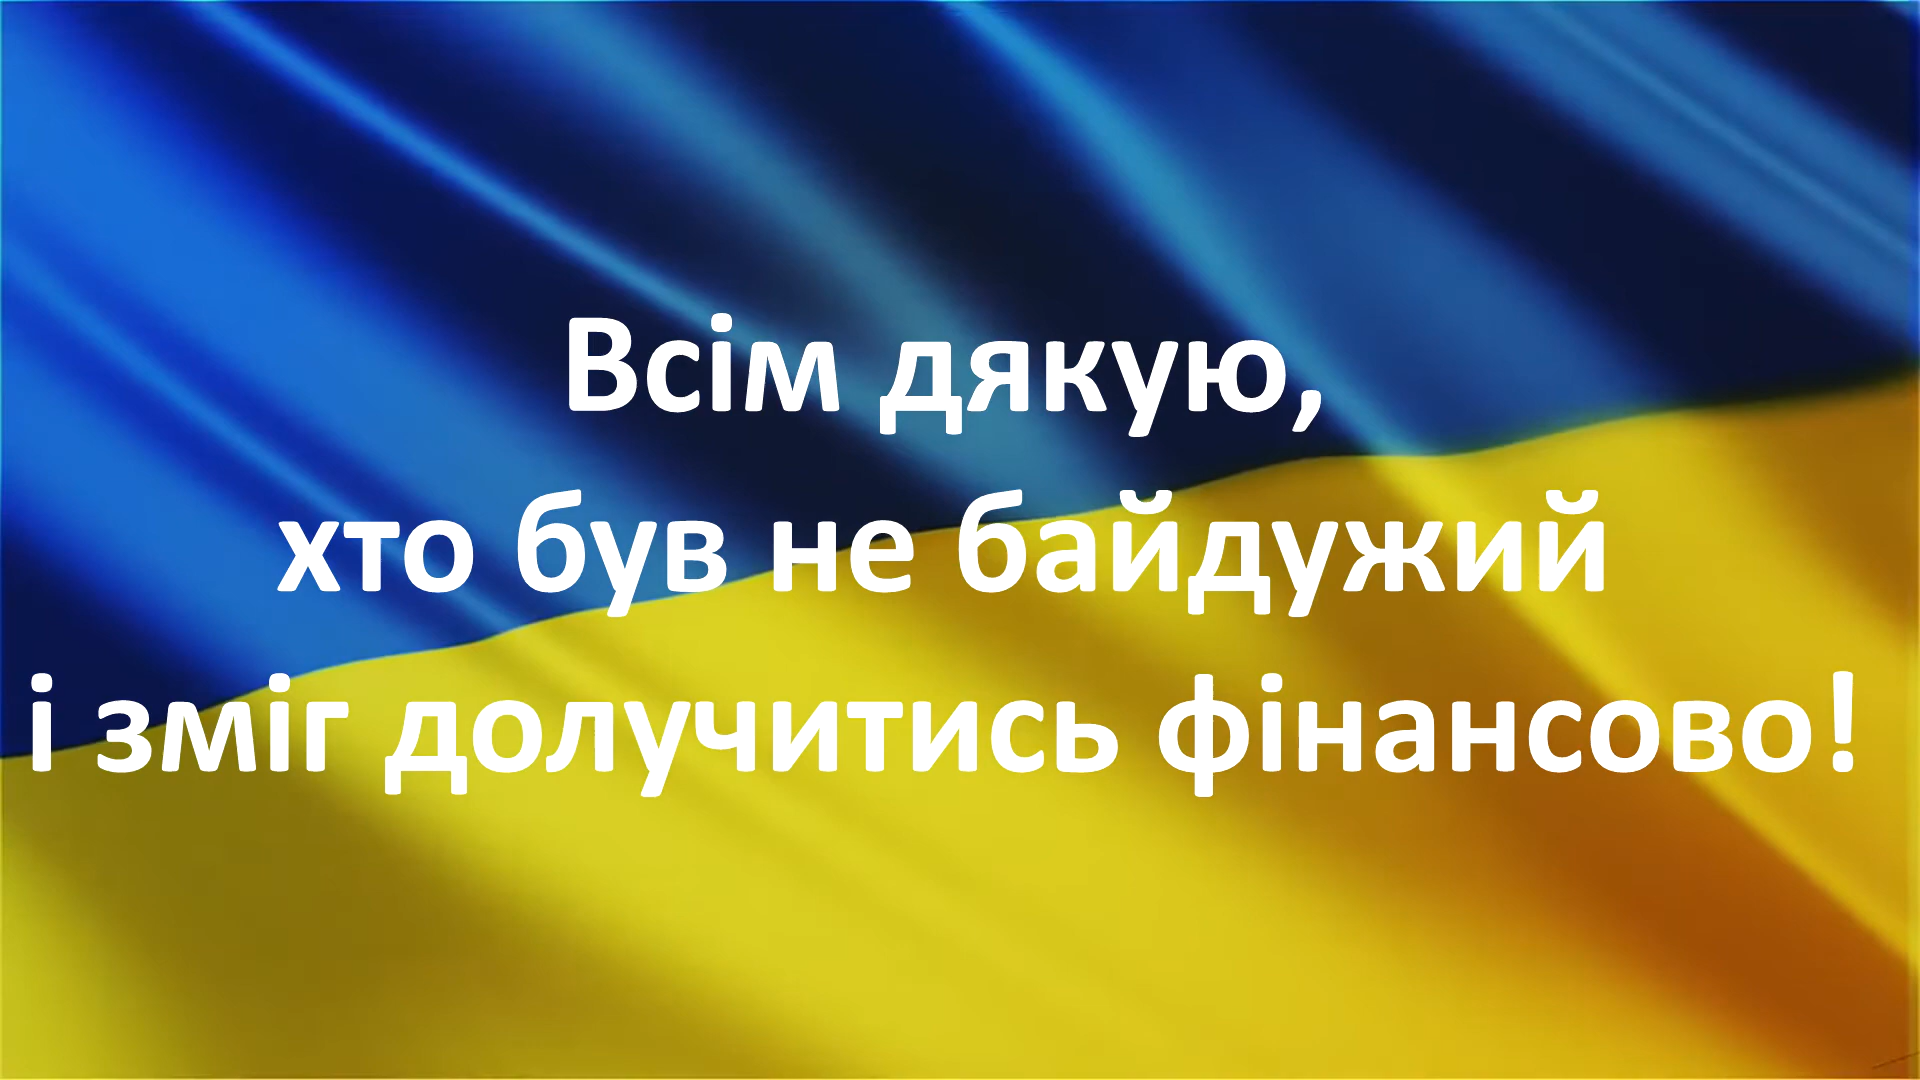 Всім дякую,
хто був не байдужий
і зміг долучитись фінансово!